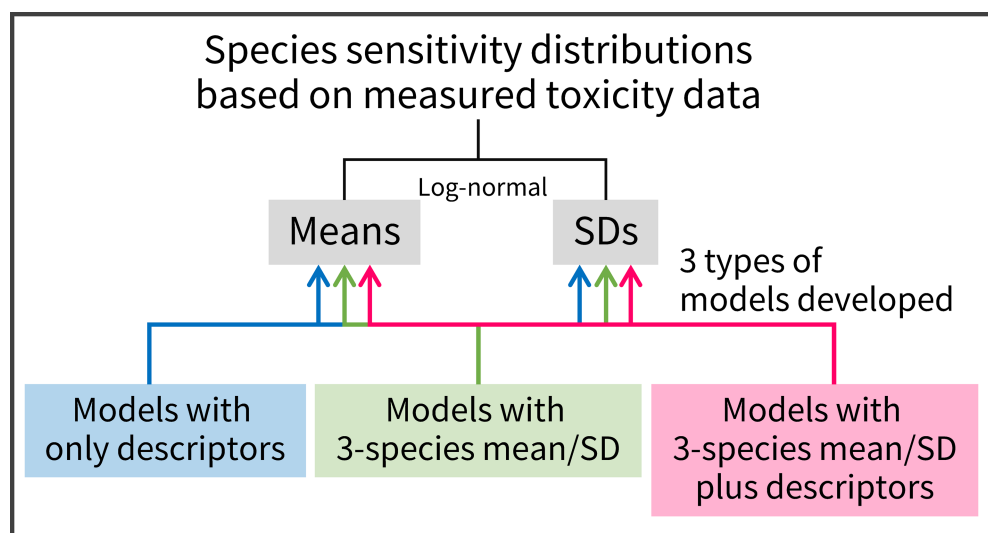 Species sensitivity distributions
based on measured toxicity data
Log-normal
Means
SDs
3 types of
models developed
Models with
only descriptors
Models with
3-species mean/SD
Models with
3-species mean/SD
plus descriptors